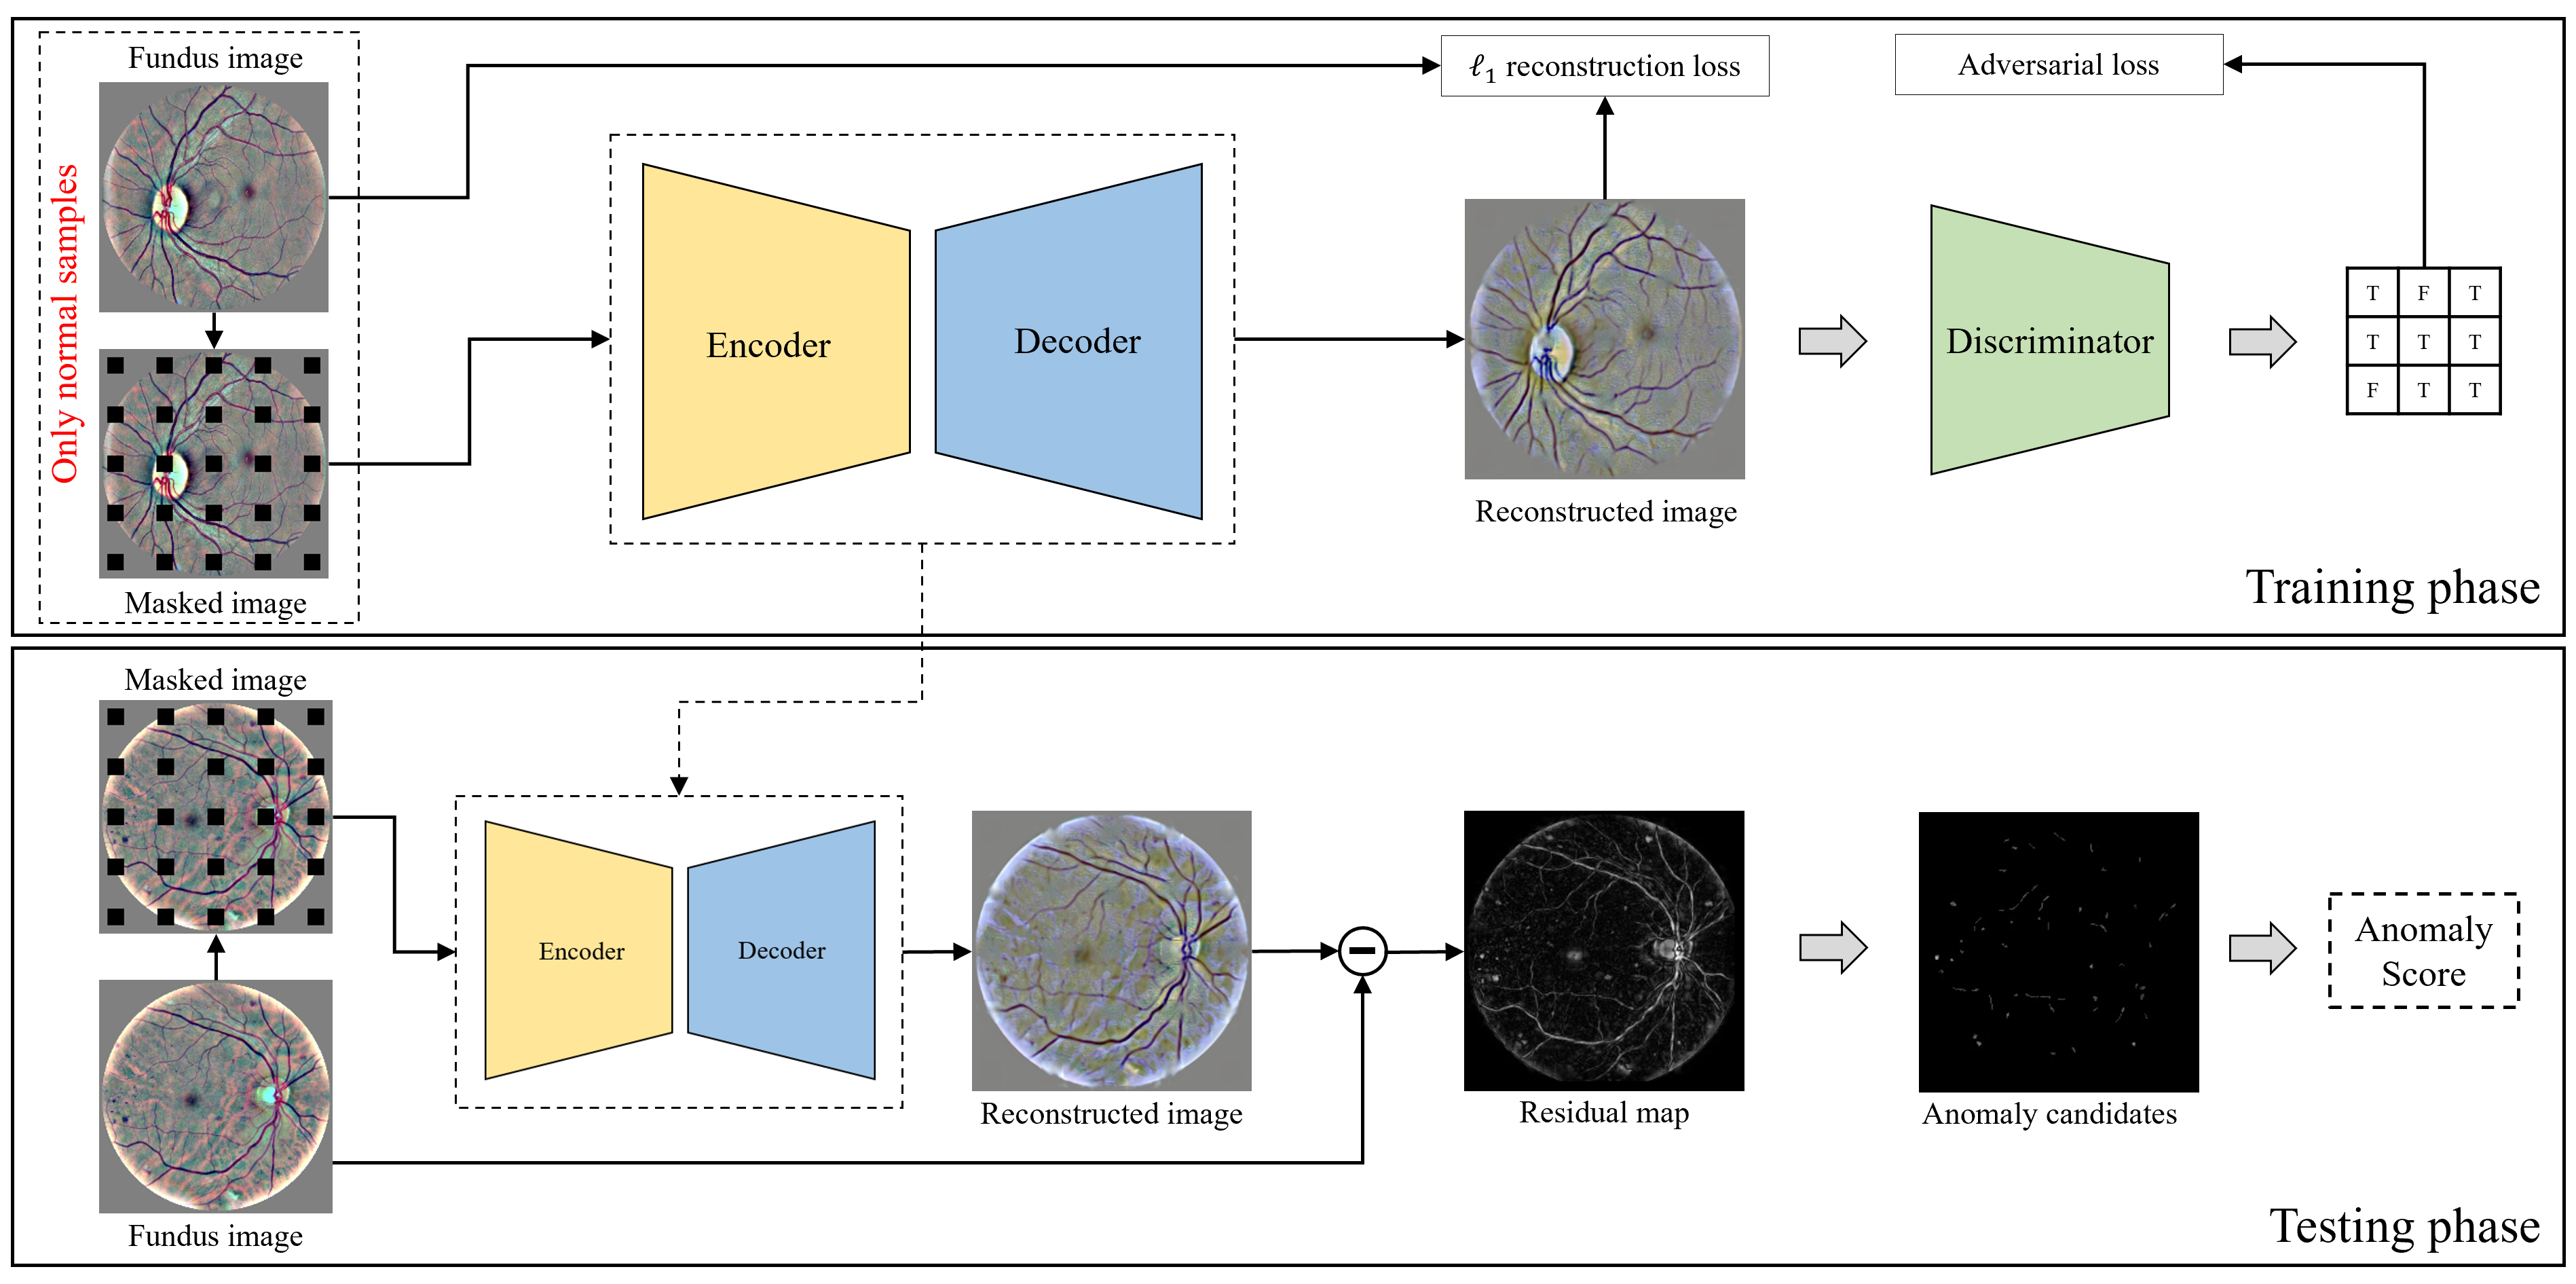 Fundus image
Only normal samples
Masked image
Encoder
Decoder
ℓ1 reconstruction loss
Reconstructed image
Adversarial loss
Discriminator
T F T
T T T
F T T
Training phase
Masked image
Fundus image
Encoder
Decoder
Reconstructed image
Residual map
Anomaly candidates
Anomaly
Score
Testing phase